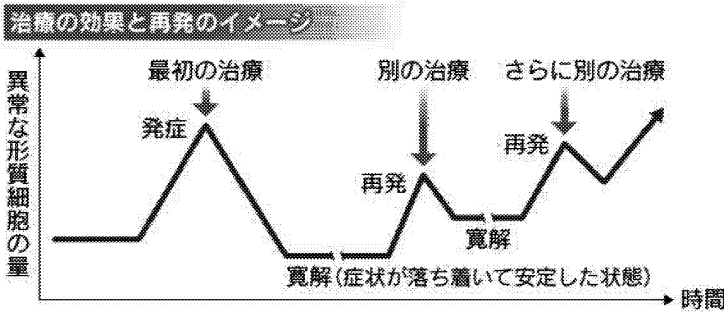 治療の効果と再発のイメージ
異常な形質細胞の量
最初の治療
別の治療
さらに別の治療
発症
再発
再発
寛解
寛解(症状が落ち着いて安定した状態)
時間